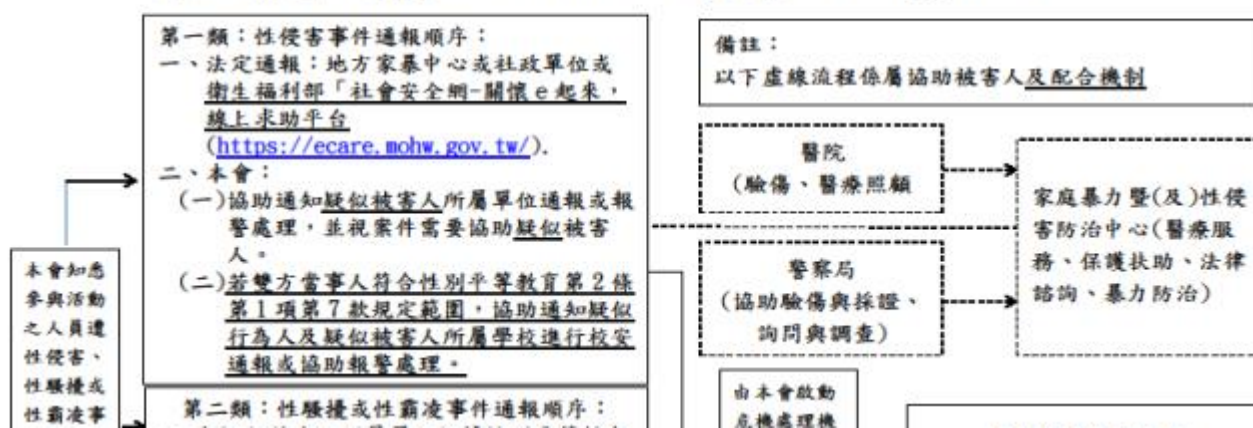 第一類：性侵害事件通報順序：
一、法定通報：地方家暴中心或社政單位或
衛生福利部「社會安全網-關懷 e 起來，
線上求助平台
(https://ecare.mohw.gov.tw/).
二、本會：
(一)協助通知疑似被害人所屬單位通報或報
警處理，並視案件需要協助疑似被害
人。
(二)若雙方當事人符合性別平等教育第 2 條
第 1 項第 7 款規定範圍，協助通知疑似
行為人及疑似被害人所屬學校進行校安
通報或協助報警處理。
備註：
以下虛線流程係屬協助被害人及配合機制
醫院
(驗傷、醫療照顧
警察局
(協助驗傷與採證、
詢問與調查)
家庭暴力暨(及)性侵
害防治中心(醫療服
務、保護扶助、法律
諮詢、暴力防治)
本會知悉
參與活動
之人員遭
性侵害、
性騷擾或
性霸凌事
第二類：性騷擾或性霸凌事件通報順序：
由本會啟動
危機處理機